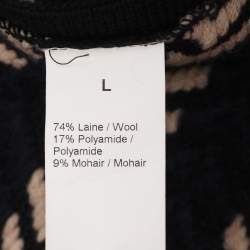 L
74% Laine / Wool
17% Polyamide /
Polyamide
9% Mohair / Mohair